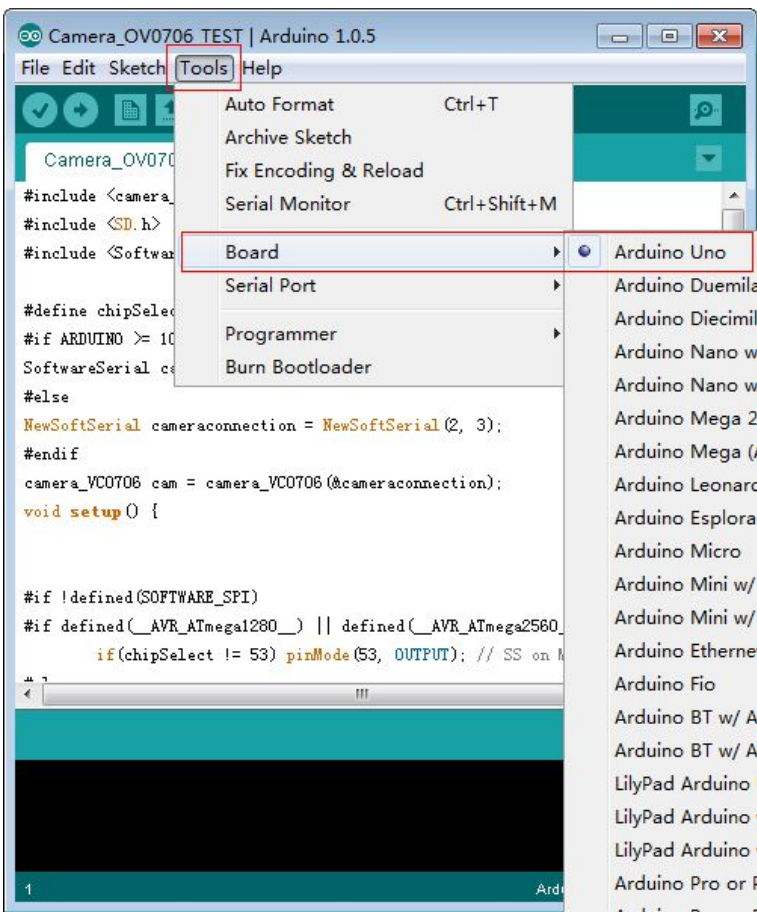 Camera_OV0706_TEST | Arduino 1.0.5
File Edit Sketch Tools Help
Auto Format Ctrl+T
Archive Sketch
Fix Encoding & Reload
Serial Monitor Ctrl+Shift+M
Board
Serial Port
Programmer
Burn Bootloader
Arduino Uno
Arduino Duemila
Arduino Diecimil
Arduino Nano w
Arduino Nano w
Arduino Mega 2
Arduino Mega (
Arduino Leonard
Arduino Esplora
Arduino Micro
Arduino Mini w/
Arduino Mini w/
Arduino Etherne
Arduino Fio
Arduino BT w/ A
Arduino BT w/ A
LilyPad Arduino
LilyPad Arduino
LilyPad Arduino
Arduino Pro or P
Camera_OV070
#include <camera_
#include <SD.h>
#include <Softwar
#define chipSelec
#if ARDUINO >= 10
SoftwareSerial ca
#else
NewSoftSerial cameraconnection = NewSoftSerial(2, 3);
#endif
camera_VC0706 cam = camera_VC0706(&cameraconnection);
void setup() {
#if !defined(SOFTWARE_SPI)
#if defined(__AVR_ATmega1280__) || defined(__AVR_ATmega2560_
if(chipSelect != 53) pinMode(53, OUTPUT); // SS on M
1
Ardu